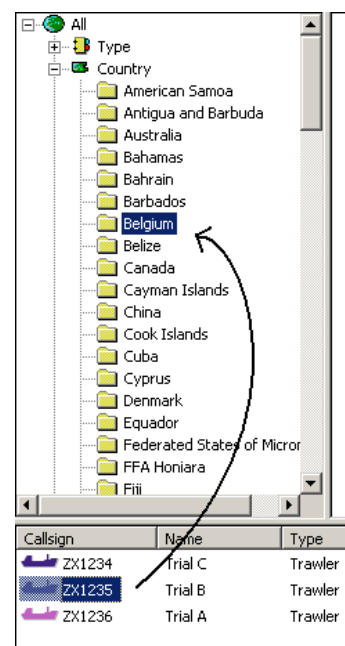 All
Type
Country
American Samoa
Antigua and Barbuda
Australia
Bahamas
Bahrain
Barbados
Belgium
Belize
Canada
Cayman Islands
China
Cook Islands
Cuba
Cyprus
Denmark
Equador
Federated States of Micror
FFA Honiara
Fiji
Callsign Name Type
ZX1234 Trial C Trawler
ZX1235 Trial B Trawler
ZX1236 Trial A Trawler